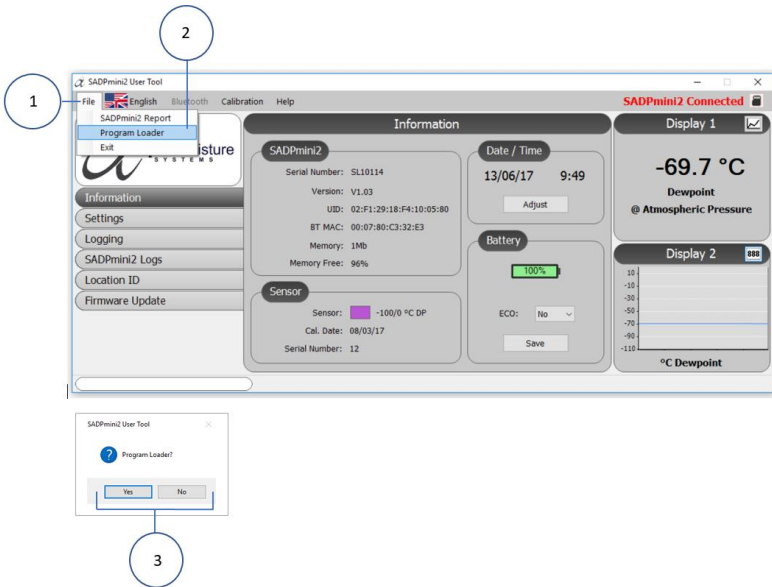 2
1
SADPmini2 User Tool
File English Bluetooth Calibration Help
SADPmini2 Connected
SADPmini2 Report
Program Loader
Exit
isture
SYSTEMS
Information
Settings
Logging
SADPmini2 Logs
Location ID
Firmware Update
Information
SADPmini2
Serial Number: SL10114
Version: V1.03
UID: 02:F1:29:18:F4:10:05:80
BT MAC: 00:07:80:C3:32:E3
Memory: 1Mb
Memory Free: 96%
Sensor
Sensor: -100/0 ºC DP
Cal. Date: 08/03/17
Serial Number: 12
Date / Time
13/06/17 9:49
Adjust
Battery
100%
ECO: No
Save
Display 1
-69.7 °C
Dewpoint
@ Atmospheric Pressure
Display 2 888
10
-10
-30
-50
-70
-90
-110
ºC Dewpoint
SADPmini2 User Tool
? Program Loader?
Yes No
3